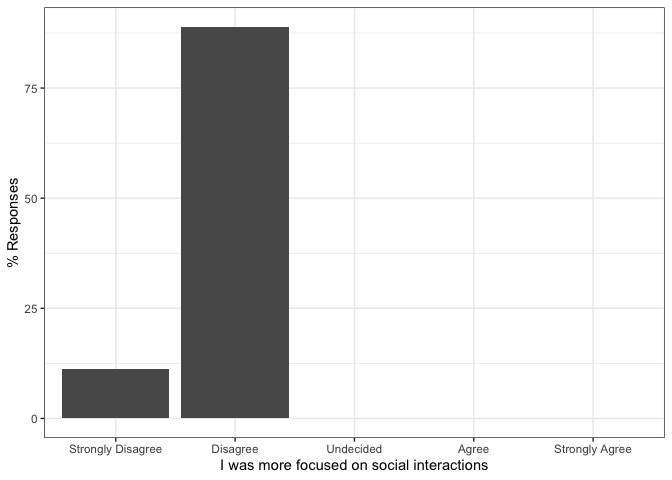 % Responses
75
50
25
0
Strongly Disagree
Disagree
Undecided
Agree
Strongly Agree
I was more focused on social interactions